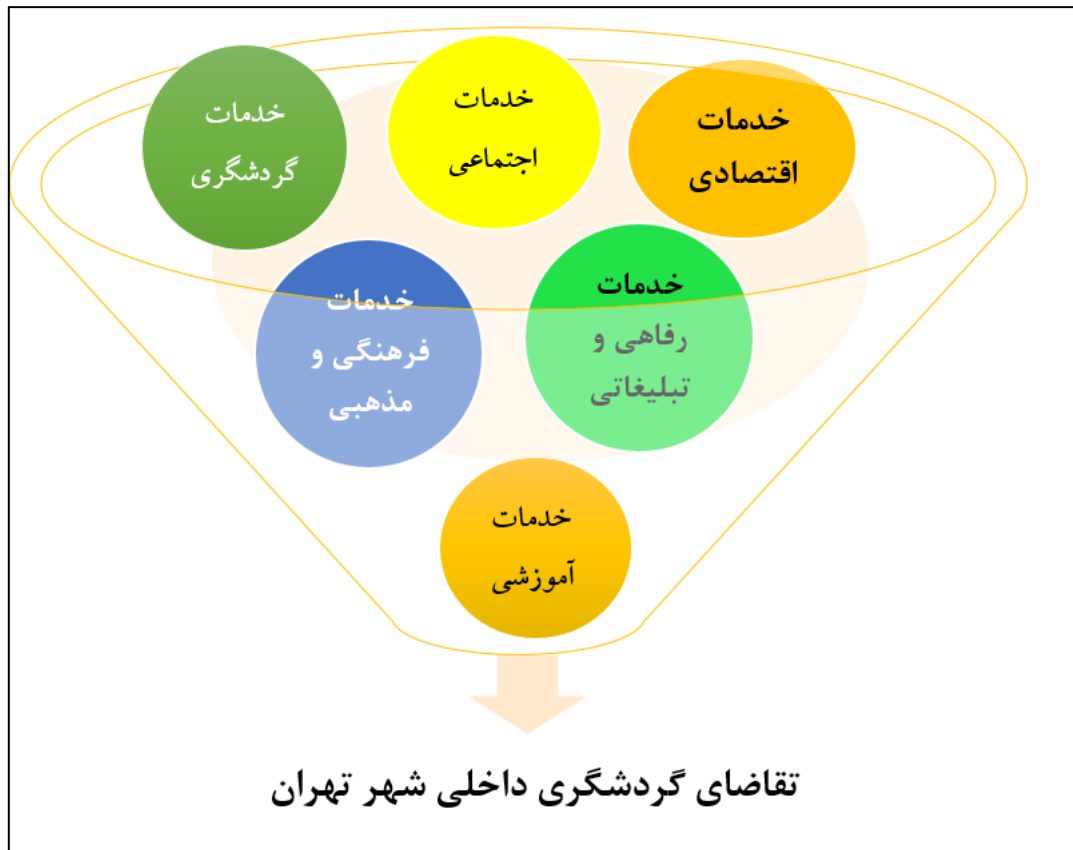 خدمات
اقتصادی
خدمات
اجتماعی
خدمات
گردشگری
خدمات
رفاهی و
تبلیغاتی
خدمات
فرهنگی و
مذهبی
خدمات
آموزشی
تقاضای گردشگری داخلی شهر تهران